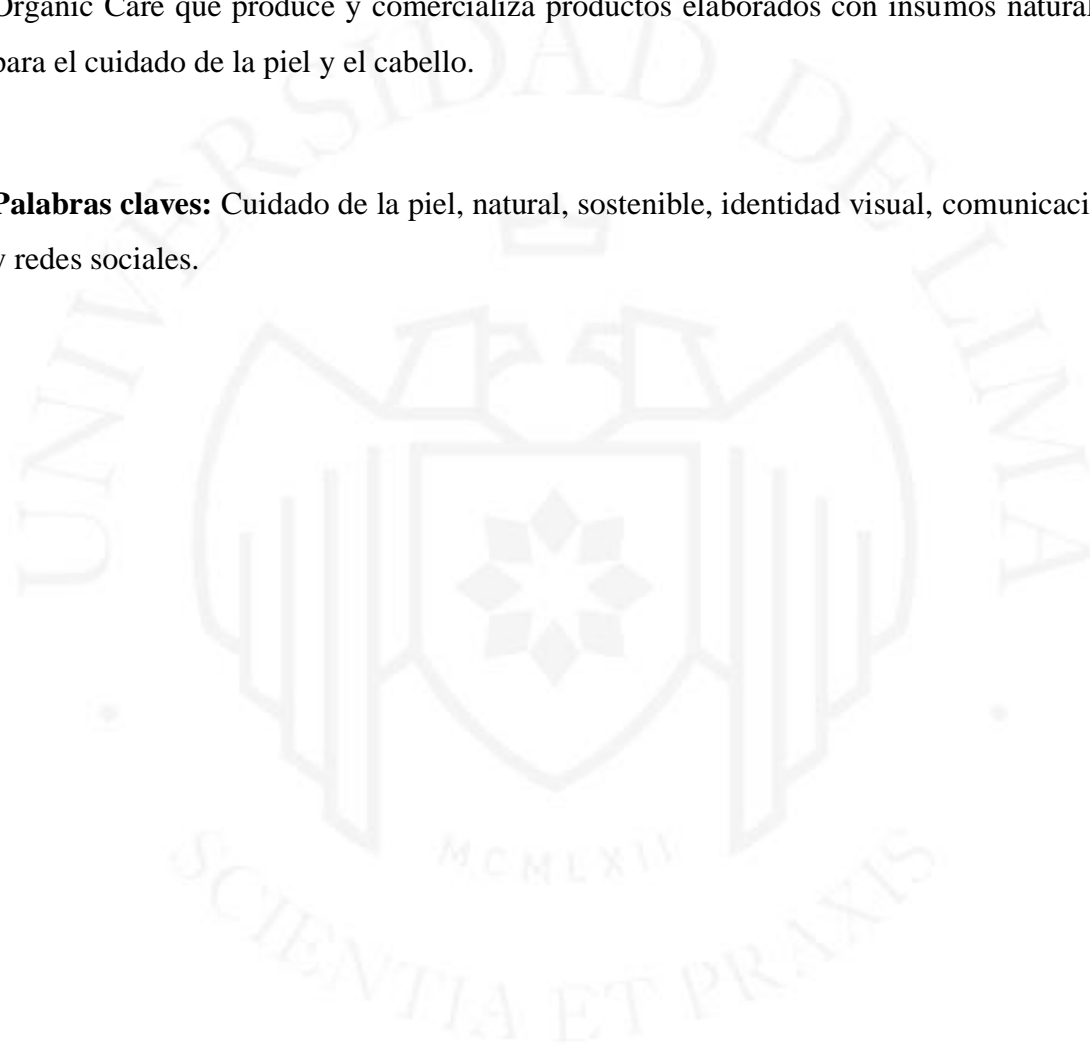 Organic Care que produce y comercializa productos elaborados con insumos natural
para el cuidado de la piel y el cabello.
Palabras claves: Cuidado de la piel, natural, sostenible, identidad visual, comunicaci
y redes sociales.
UNIVERSIDAD DE LIMA
MCMLXII
SCIENTIA ET PRAXIS